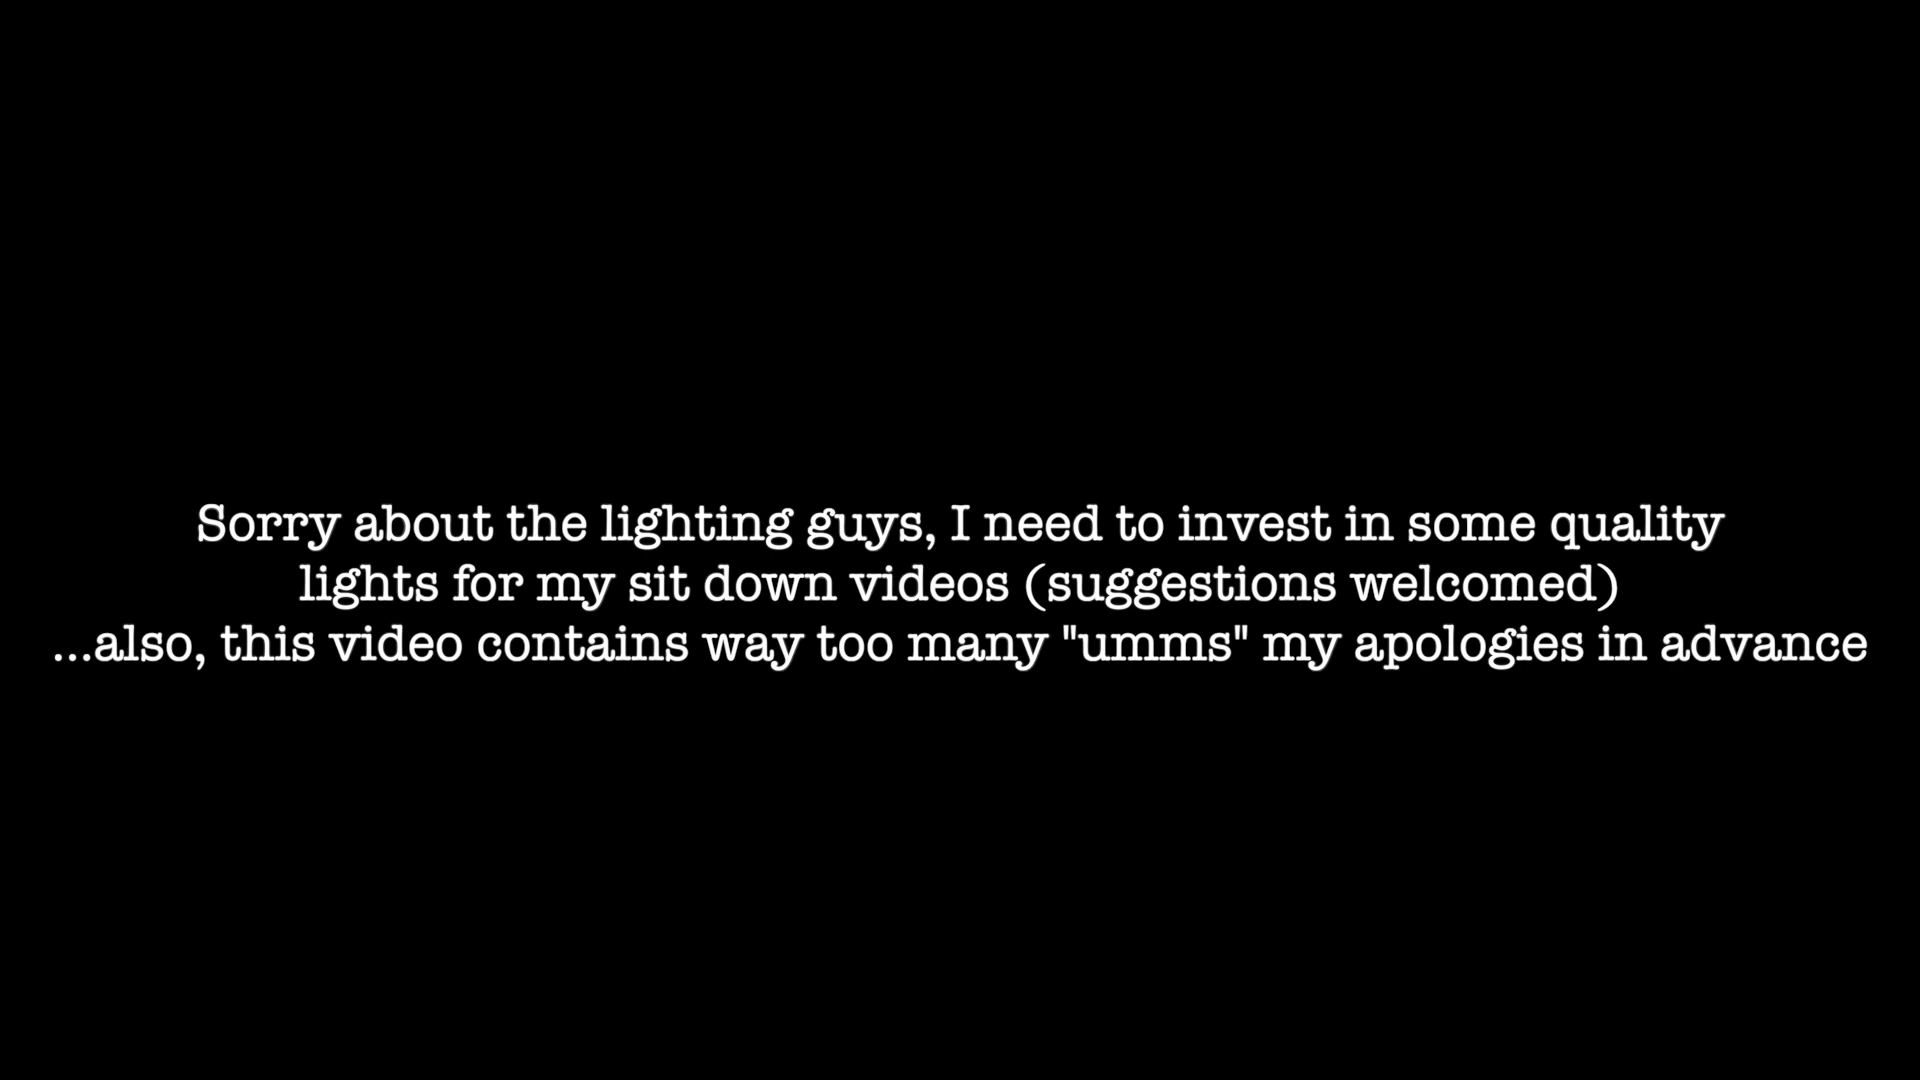 Sorry about the lighting guys, I need to invest in some quality
lights for my sit down videos (suggestions welcomed)
...also, this video contains way too many "umms" my apologies in advance